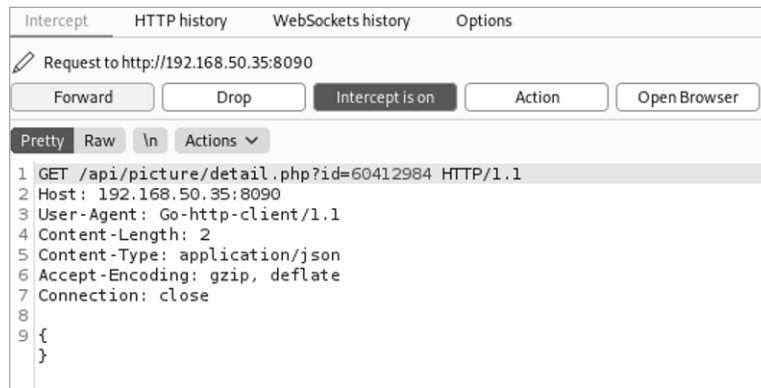 Intercept HTTP history WebSockets history Options
Request to http://192.168.50.35:8090
Forward Drop Intercept is on Action Open Browser
Pretty Raw \n Actions
1 GET /api/picture/detail.php?id=60412984 HTTP/1.1
2 Host: 192.168.50.35:8090
3 User-Agent: Go-http-client/1.1
4 Content-Length: 2
5 Content-Type: application/json
6 Accept-Encoding: gzip, deflate
7 Connection: close
8
9 {
}